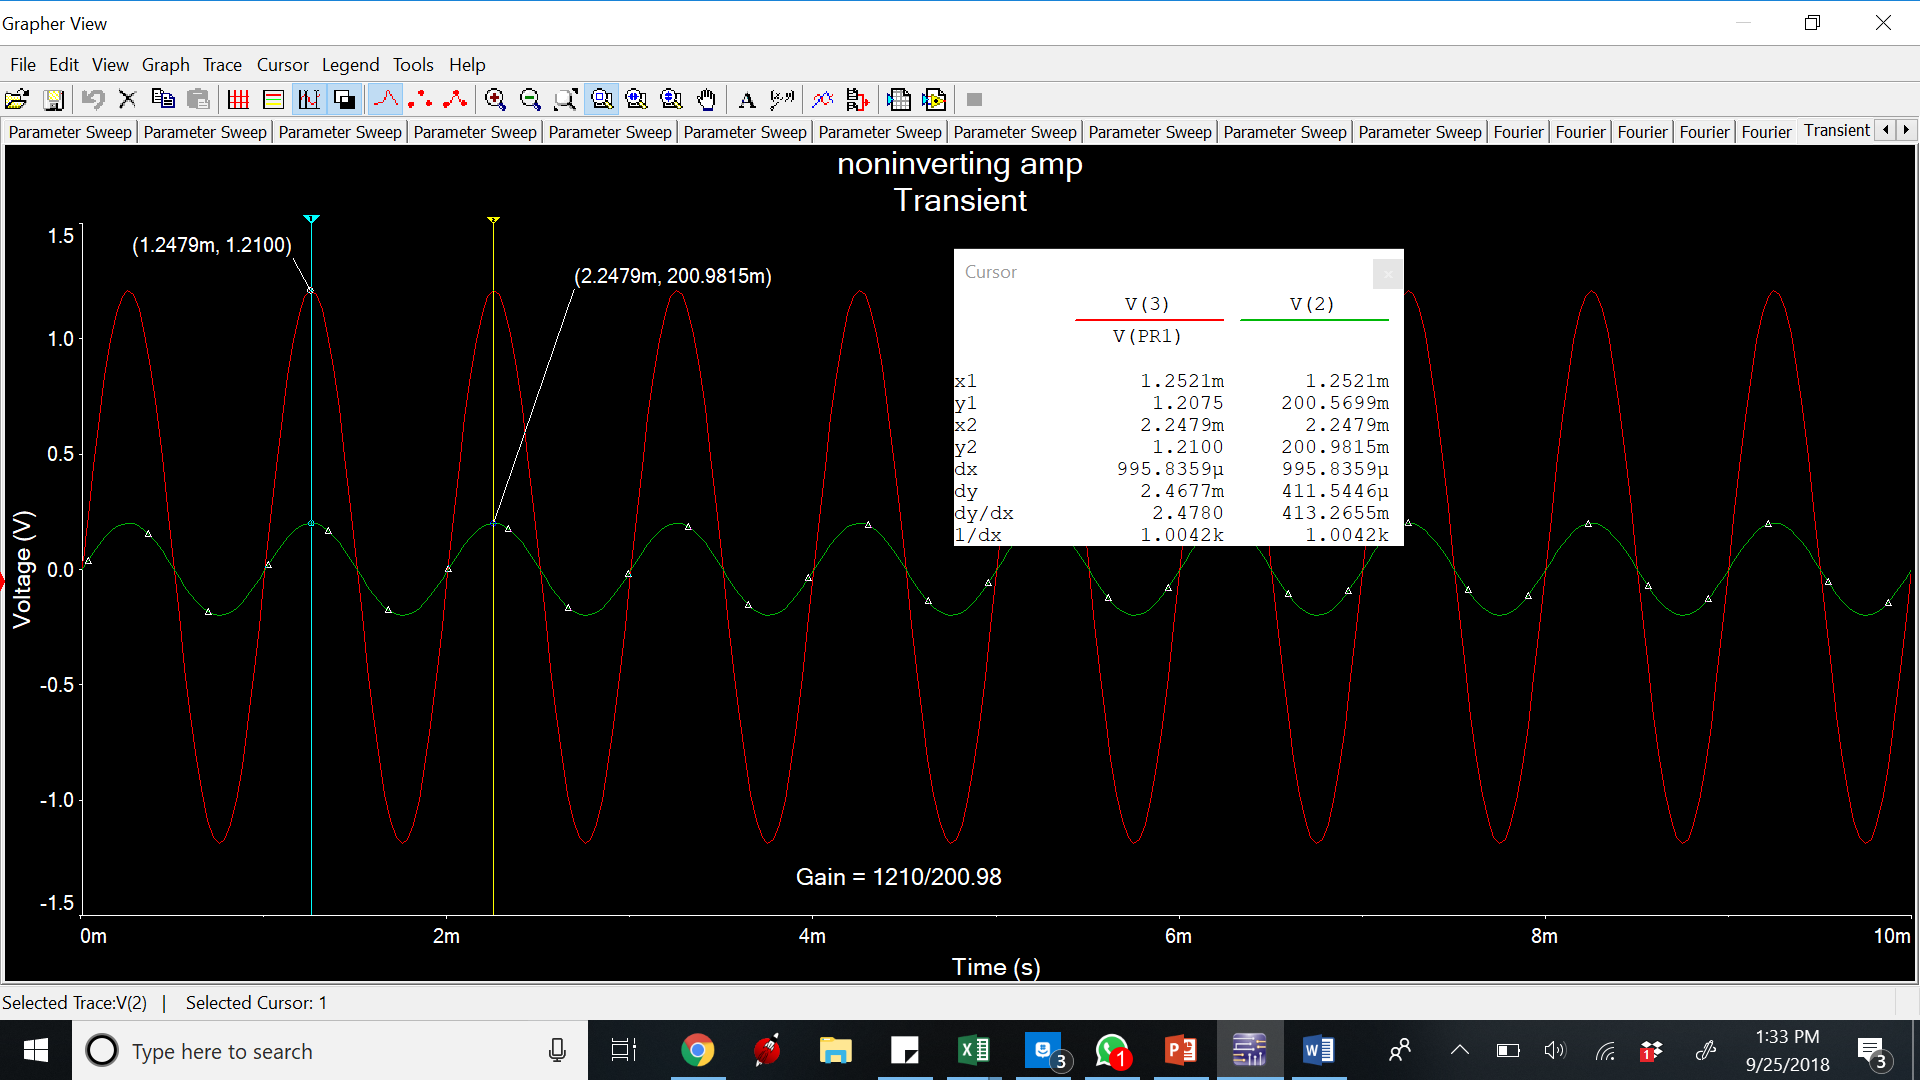 Grapher View
File Edit View Graph Trace Cursor Legend Tools Help
Parameter Sweep Parameter Sweep Parameter Sweep Parameter Sweep Parameter Sweep Parameter Sweep Parameter Sweep Parameter Sweep Parameter Sweep Parameter Sweep Parameter Sweep Fourier Fourier Fourier Fourier Fourier Transient
noninverting amp
Transient
(1.2479m, 1.2100)
(2.2479m, 200.9815m)
Voltage (V)
1.5
1.0
0.5
0.0
-0.5
-1.0
-1.5
Cursor
V(3) V(2)
V(PR1)
x1 1.2521m 1.2521m
y1 1.2075 200.5699m
x2 2.2479m 2.2479m
y2 1.2100 200.9815m
dx 995.8359µ 995.8359µ
dy 2.4677m 411.5446µ
dy/dx 2.4780 413.2655m
1/dx 1.0042k 1.0042k
Gain = 1210/200.98
0m 2m 4m 6m 8m 10m
Time (s)
Selected Trace:V(2) | Selected Cursor: 1
Type here to search
3
1
1
1:33 PM
9/25/2018
3